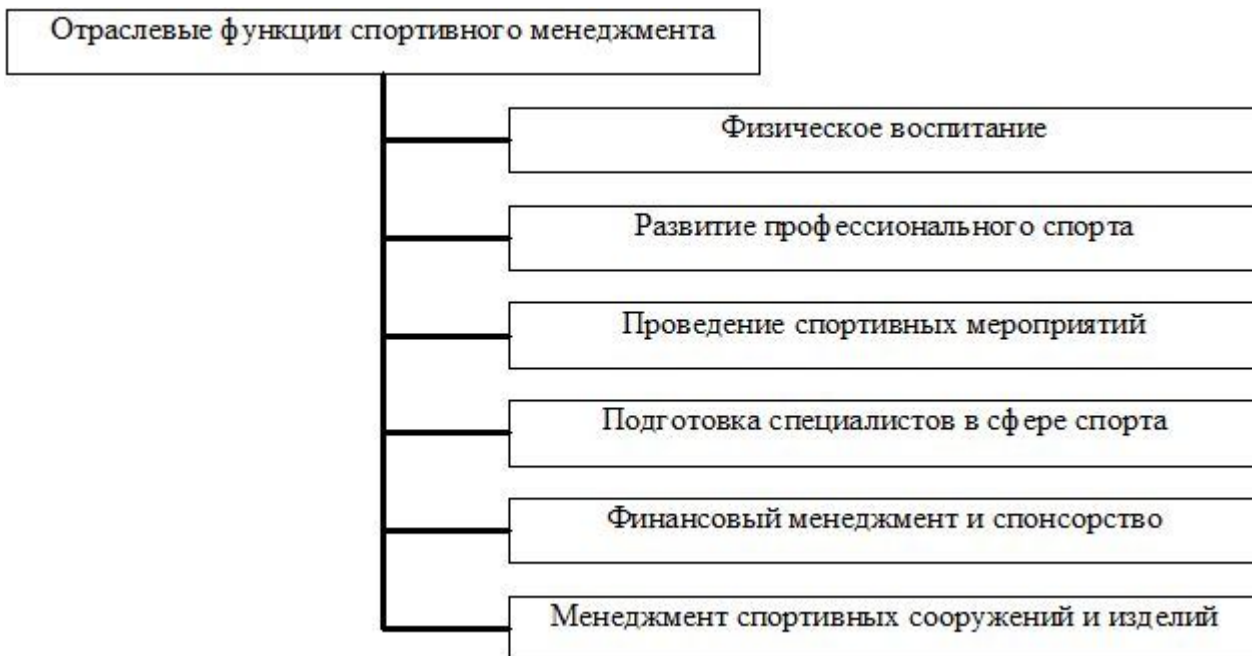 Отраслевые функции спортивного менеджмента
Физическое воспитание
Развитие профессионального спорта
Проведение спортивных мероприятий
Подготовка специалистов в сфере спорта
Финансовый менеджмент и спонсорство
Менеджмент спортивных сооружений и изделий